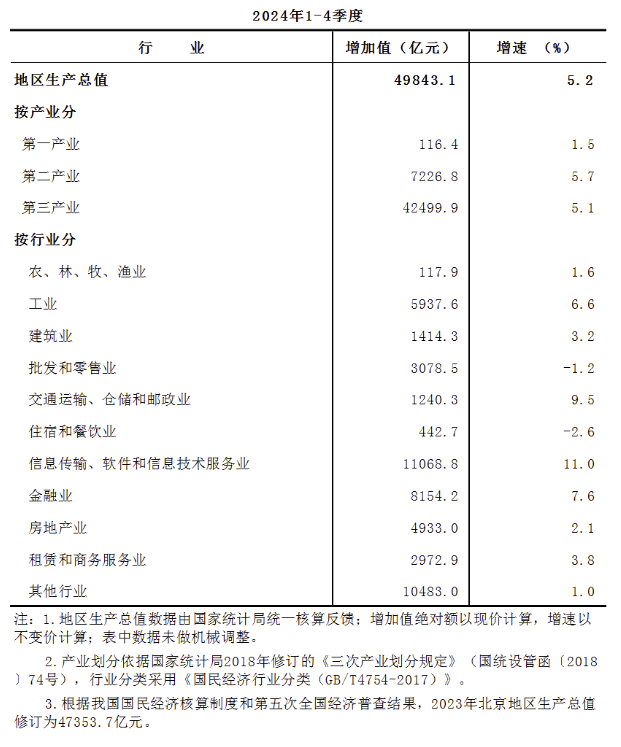 2024年1-4季度
行 业 增加值（亿元） 增速 （%）
地区生产总值 49843.1 5.2
按产业分
第一产业 116.4 1.5
第二产业 7226.8 5.7
第三产业 42499.9 5.1
按行业分
农、林、牧、渔业 117.9 1.6
工业 5937.6 6.6
建筑业 1414.3 3.2
批发和零售业 3078.5 -1.2
交通运输、仓储和邮政业 1240.3 9.5
住宿和餐饮业 442.7 -2.6
信息传输、软件和信息技术服务业 11068.8 11.0
金融业 8154.2 7.6
房地产业 4933.0 2.1
租赁和商务服务业 2972.9 3.8
其他行业 10483.0 1.0
注：1.地区生产总值数据由国家统计局统一核算反馈；增加值绝对额以现价计算，增速以
不变价计算；表中数据未做机械调整。
2.产业划分依据国家统计局2018年修订的《三次产业划分规定》（国统设管函〔2018
〕74号），行业分类采用《国民经济行业分类（GB/T4754-2017）》。
3.根据我国国民经济核算制度和第五次全国经济普查结果，2023年北京地区生产总值
修订为47353.7亿元。